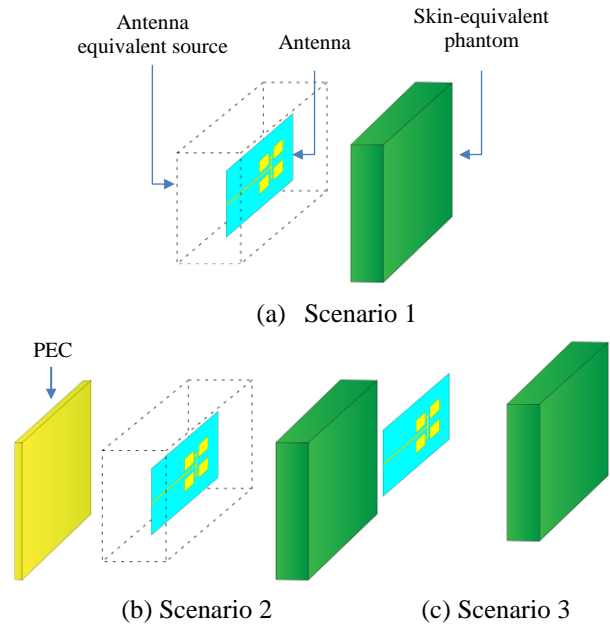 Antenna
equivalent source
Antenna
Skin-equivalent
phantom
(a) Scenario 1
PEC
(b) Scenario 2
(c) Scenario 3